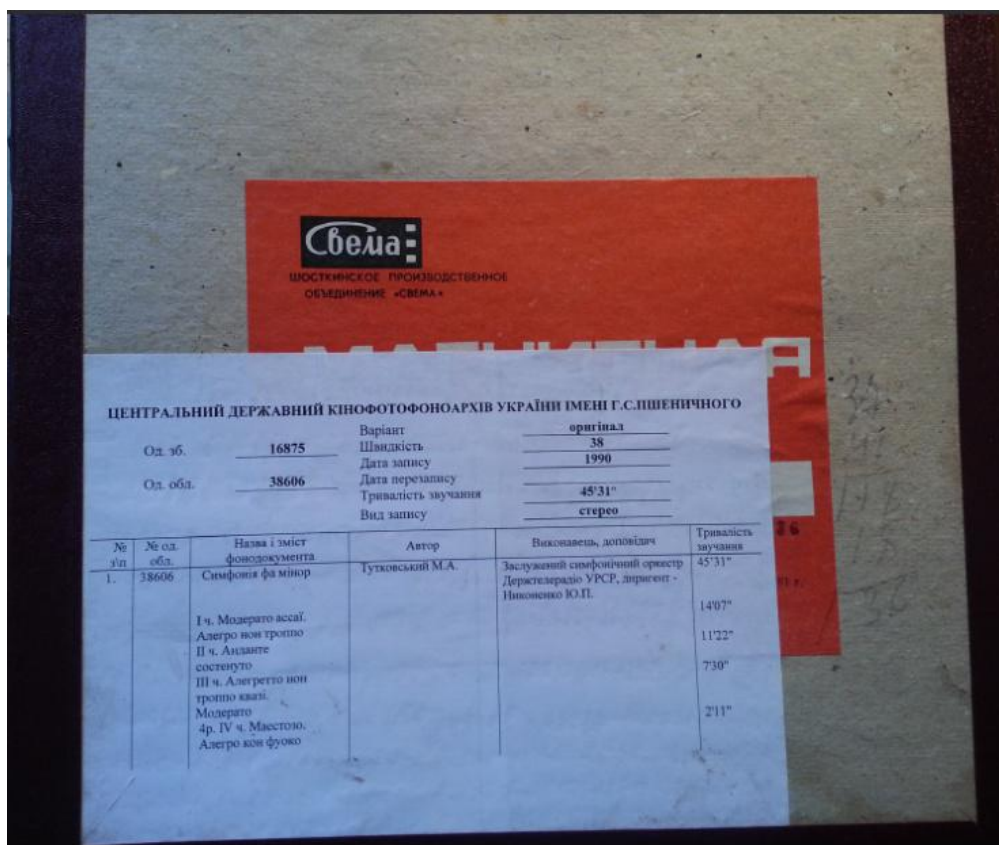 Свема
ШОСТКИНСКОЕ ПРОИЗВОДСТВЕННОЕ
ОБЪЕДИНЕНИЕ «СВЕМА»
ЦЕНТРАЛЬНИЙ ДЕРЖАВНИЙ КІНОФОТОФОНОАРХІВ УКРАЇНИ ІМЕНІ Г.С.ПШЕНИЧНОГО
Од. зб. 16875
Од. обл. 38606
Варіант оригінал
Швидкість 38
Дата запису 1990
Дата перезапису
Тривалість звучання 45'31"
Вид запису стерео
№ з\п
№ од. обл.
Назва і зміст фонодокумента
Автор
Виконавець, доповідач
Тривалість звучання
1. 38606 Симфонія фа мінор Тутковський М.А. Заслужений симфонічний оркестр 45'31"
Держтелерадіо УРСР, диригент -
Никоненко Ю.П.
14'07"
І ч. Модерато ассаї.
Алегро нон троппо 11'22"
ІІ ч. Анданте
состенуто 7'30"
ІІІ ч. Алегретто нон
троппо квазі.
Модерато 2'11"
4р. IV ч. Маестозо.
Алегро кон фуоко